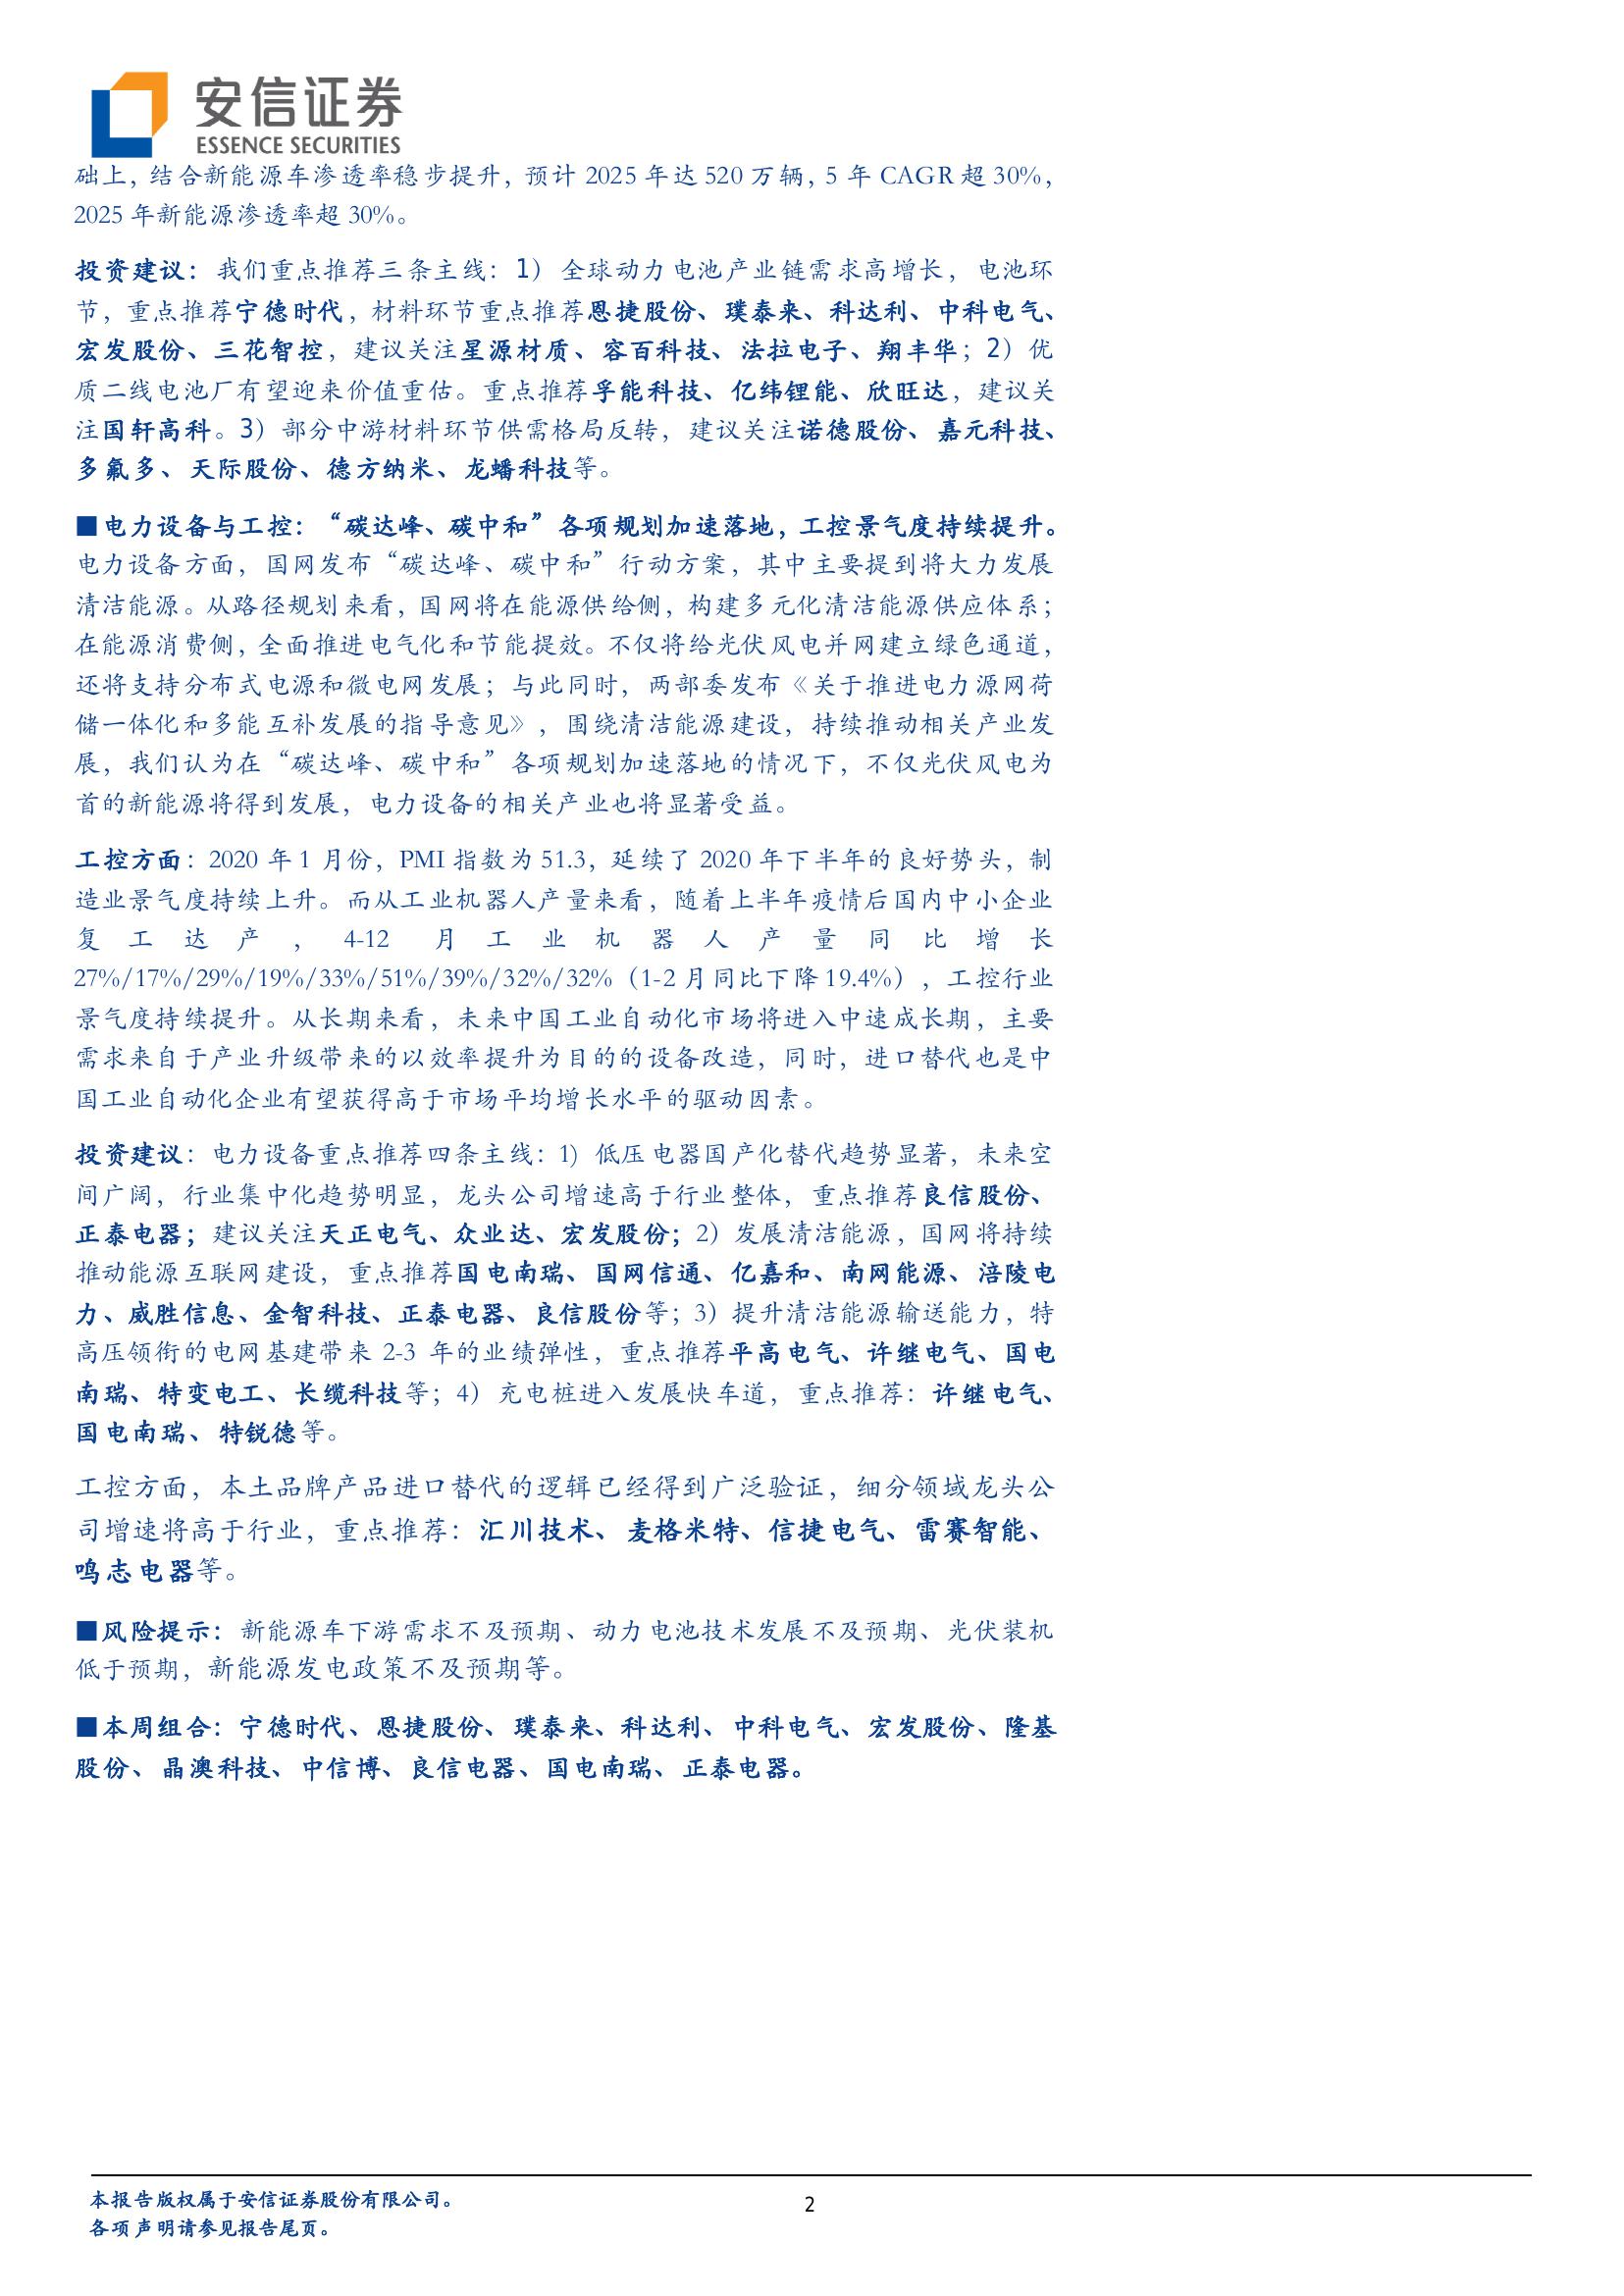 安信证券
ESSENCE SECURITIES
础上，结合新能源车渗透率稳步提升，预计 2025 年达 520 万辆，5 年 CAGR 超 30%，
2025 年新能源渗透率超 30%。
投资建议：我们重点推荐三条主线：1）全球动力电池产业链需求高增长，电池环
节，重点推荐宁德时代，材料环节重点推荐恩捷股份、璞泰来、科达利、中科电气、
宏发股份、三花智控，建议关注星源材质、容百科技、法拉电子、翔丰华；2）优
质二线电池厂有望迎来价值重估。重点推荐孚能科技、亿纬锂能、欣旺达，建议关
注国轩高科。3）部分中游材料环节供需格局反转，建议关注诺德股份、嘉元科技、
多氟多、天际股份、德方纳米、龙蟠科技等。
■电力设备与工控：“碳达峰、碳中和”各项规划加速落地，工控景气度持续提升。
电力设备方面，国网发布“碳达峰、碳中和”行动方案，其中主要提到将大力发展
清洁能源。从路径规划来看，国网将在能源供给侧，构建多元化清洁能源供应体系；
在能源消费侧，全面推进电气化和节能提效。不仅将给光伏风电并网建立绿色通道，
还将支持分布式电源和微电网发展；与此同时，两部委发布《关于推进电力源网荷
储一体化和多能互补发展的指导意见》，围绕清洁能源建设，持续推动相关产业发
展，我们认为在“碳达峰、碳中和”各项规划加速落地的情况下，不仅光伏风电为
首的新能源将得到发展，电力设备的相关产业也将显著受益。
工控方面：2020 年 1 月份，PMI 指数为 51.3，延续了 2020 年下半年的良好势头，制
造业景气度持续上升。而从工业机器人产量来看，随着上半年疫情后国内中小企业
复工达产，4-12 月工业机器人产量同比增长
27%/17%/29%/19%/33%/51%/39%/32%/32%（1-2 月同比下降 19.4%），工控行业
景气度持续提升。从长期来看，未来中国工业自动化市场将进入中速成长期，主要
需求来自于产业升级带来的以效率提升为目的的设备改造，同时，进口替代也是中
国工业自动化企业有望获得高于市场平均增长水平的驱动因素。
投资建议：电力设备重点推荐四条主线：1) 低压电器国产化替代趋势显著，未来空
间广阔，行业集中化趋势明显，龙头公司增速高于行业整体，重点推荐良信股份、
正泰电器；建议关注天正电气、众业达、宏发股份；2）发展清洁能源，国网将持续
推动能源互联网建设，重点推荐国电南瑞、国网信通、亿嘉和、南网能源、涪陵电
力、威胜信息、金智科技、正泰电器、良信股份等；3）提升清洁能源输送能力，特
高压领衔的电网基建带来 2-3 年的业绩弹性，重点推荐平高电气、许继电气、国电
南瑞、特变电工、长缆科技等；4）充电桩进入发展快车道，重点推荐：许继电气、
国电南瑞、特锐德等。
工控方面，本土品牌产品进口替代的逻辑已经得到广泛验证，细分领域龙头公
司增速将高于行业，重点推荐：汇川技术、麦格米特、信捷电气、雷赛智能、
鸣志电器等。
■风险提示：新能源车下游需求不及预期、动力电池技术发展不及预期、光伏装机
低于预期，新能源发电政策不及预期等。
■本周组合：宁德时代、恩捷股份、璞泰来、科达利、中科电气、宏发股份、隆基
股份、晶澳科技、中信博、良信电器、国电南瑞、正泰电器。
本报告版权属于安信证券股份有限公司。
2
各项声明请参见报告尾页。